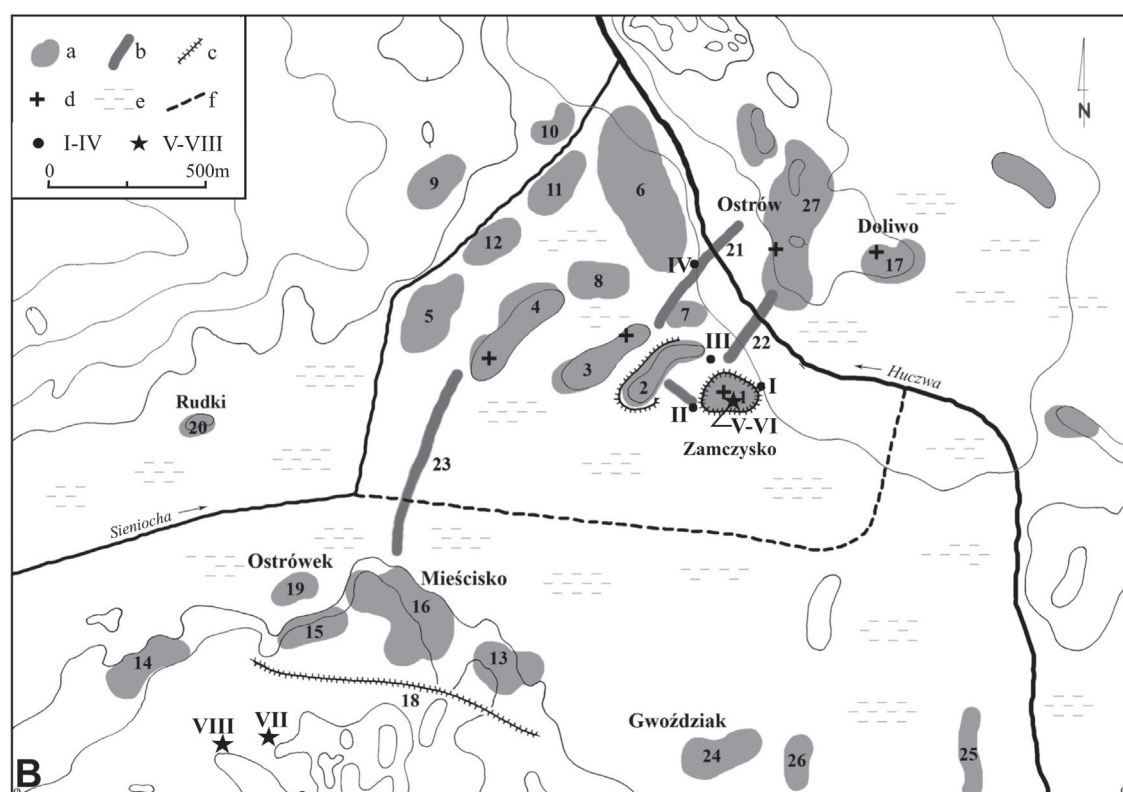 a b c
d e f
I-IV V-VIII
0 500m
N
10
9
11
6
27
Ostrów
12
21
Doliwo
17
IV
8
5
4
7
III
22
3
2
Huczwa
I
1
Rudki
20
II
V-VI
Zamczysko
23
Sieniocha
Ostrówek
19
Mieścisko
16
15
14
13
18
VIII
VII
Gwoździak
24
26
25
B